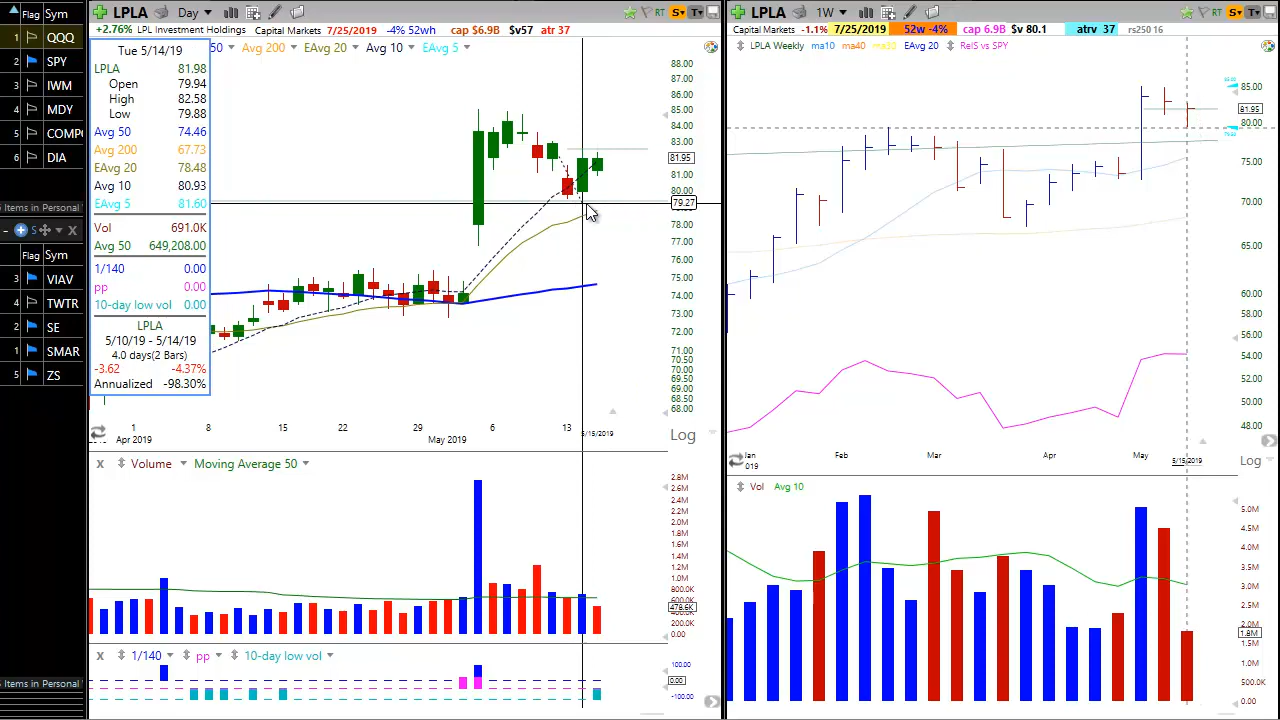 Flag Sym
1 QQQ
2 SPY
3 IWM
4 MDY
5 COMP
6 DIA
5 Items in Personal
- S X
Flag Sym
3 VIAV
4 TWTR
2 SE
1 SMAR
5 ZS
5 Items in Personal
LPLA Day RT S T
+2.76% LPL Investment Holdings Capital Markets 7/25/2019 -4% 52wh cap $6.9B $v57 atr 37
50 Avg 200 EAvg 20 Avg 10 EAvg 5
Tue 5/14/19
LPLA 81.98
Open 79.94
High 82.58
Low 79.88
Avg 50 74.46
Avg 200 67.73
EAvg 20 78.48
Avg 10 80.93
EAvg 5 81.60
Vol 691.0K
Avg 50 649,208.00
1/140 0.00
pp 0.00
10-day low vol 0.00
LPLA
5/10/19 - 5/14/19
4.0 days(2 Bars)
-3.62 -4.37%
Annualized -98.30%
88.00
87.00
86.00
85.00
84.00
83.00
81.95
80.00
79.27
78.00
77.00
76.00
75.00
74.00
73.00
72.00
71.00
70.50
70.00
69.50
69.00
68.50
68.00
1 8 15 22 29 6 13 5/15/2019
Apr 2019 May 2019
Log
X Volume Moving Average 50
2.8M
2.6M
2.4M
2.2M
2.0M
1.8M
1.6M
1.4M
1.2M
1.0M
800.0K
600.0K
478.6K
200.0K
0.00
X 1/140 pp 10-day low vol
100.00
0.00
-100.00
LPLA 1W RT S T
Capital Markets -1.1% 7/25/2019 52w -4% cap 6.9B $v 80.1 atrv 37 rs250 16
LPLA Weekly ma10 ma40 ma30 EAvg 20 RelS vs SPY
85.00
81.95
80.00
75.00
70.00
65.00
60.00
58.00
56.00
54.00
52.00
50.00
48.00
Jan Feb Mar Apr May 5/15/2019
019
Log
Vol Avg 10
5.0M
4.5M
4.0M
3.5M
3.0M
2.5M
2.0M
1.8M
1.0M
500.0K
0.00